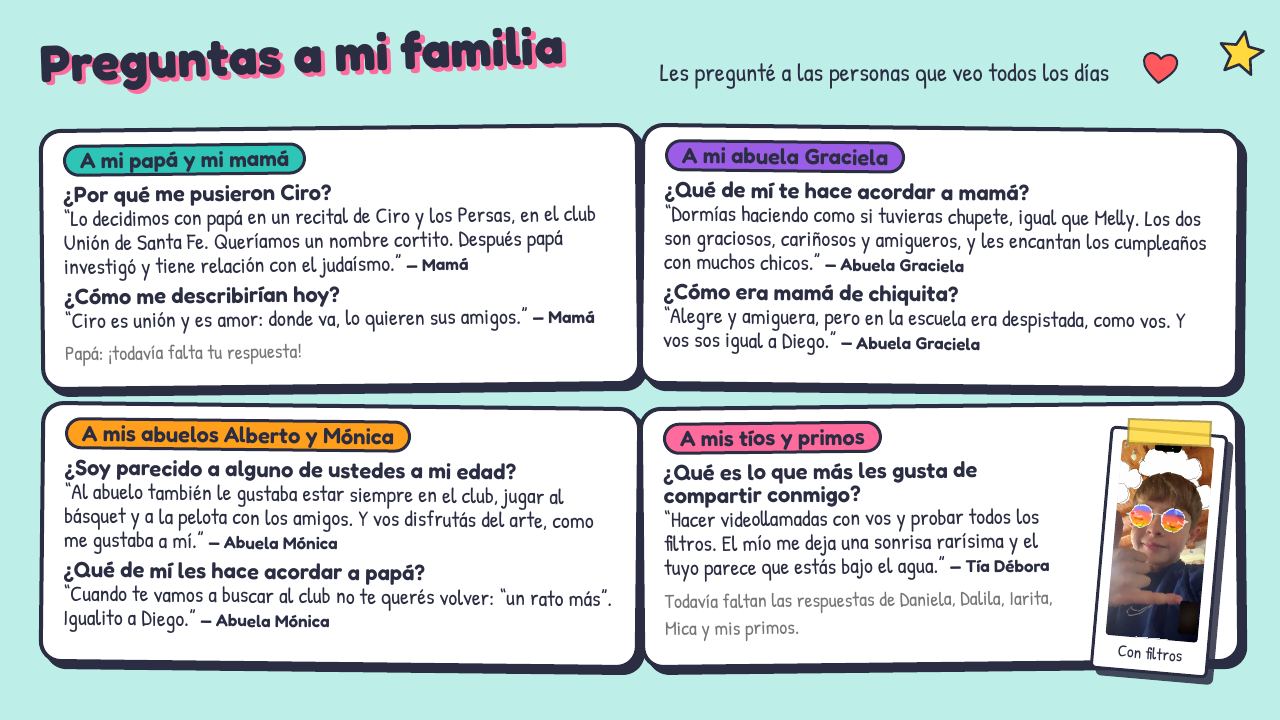 Preguntas a mi familia
Les pregunté a las personas que veo todos los días
A mi papá y mi mamá
¿Por qué me pusieron Ciro?
“Lo decidimos con papá en un recital de Ciro y los Persas, en el club
Unión de Santa Fe. Queríamos un nombre cortito. Después papá
investigó y tiene relación con el judaísmo.” — Mamá
¿Cómo me describirían hoy?
“Ciro es unión y es amor: donde va, lo quieren sus amigos.” — Mamá
Papá: ¡todavía falta tu respuesta!
A mi abuela Graciela
¿Qué de mí te hace acordar a mamá?
“Dormías haciendo como si tuvieras chupete, igual que Melly. Los dos
son graciosos, cariñosos y amigueros, y les encantan los cumpleaños
con muchos chicos.” — Abuela Graciela
¿Cómo era mamá de chiquita?
“Alegre y amiguera, pero en la escuela era despistada, como vos. Y
vos sos igual a Diego.” — Abuela Graciela
A mis abuelos Alberto y Mónica
¿Soy parecido a alguno de ustedes a mi edad?
“Al abuelo también le gustaba estar siempre en el club, jugar al
básquet y a la pelota con los amigos. Y vos disfrutás del arte, como
me gustaba a mí.” — Abuela Mónica
¿Qué de mí les hace acordar a papá?
“Cuando te vamos a buscar al club no te querés volver: “un rato más”.
Igualito a Diego.” — Abuela Mónica
A mis tíos y primos
¿Qué es lo que más les gusta de
compartir conmigo?
“Hacer videollamadas con vos y probar todos los
filtros. El mío me deja una sonrisa rarísima y el
tuyo parece que estás bajo el agua.” — Tía Débora
Todavía faltan las respuestas de Daniela, Dalila, Iarita,
Mica y mis primos.
Con filtros